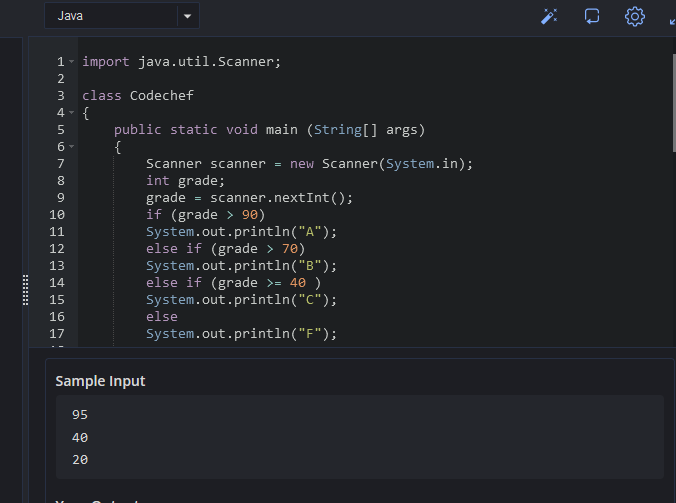 Java
1 import java.util.Scanner;
2
3 class Codechef
4 {
5 public static void main (String[] args)
6 {
7 Scanner scanner = new Scanner(System.in);
8 int grade;
9 grade = scanner.nextInt();
10 if (grade > 90)
11 System.out.println("A");
12 else if (grade > 70)
13 System.out.println("B");
14 else if (grade >= 40 )
15 System.out.println("C");
16 else
17 System.out.println("F");
Sample Input
95
40
20